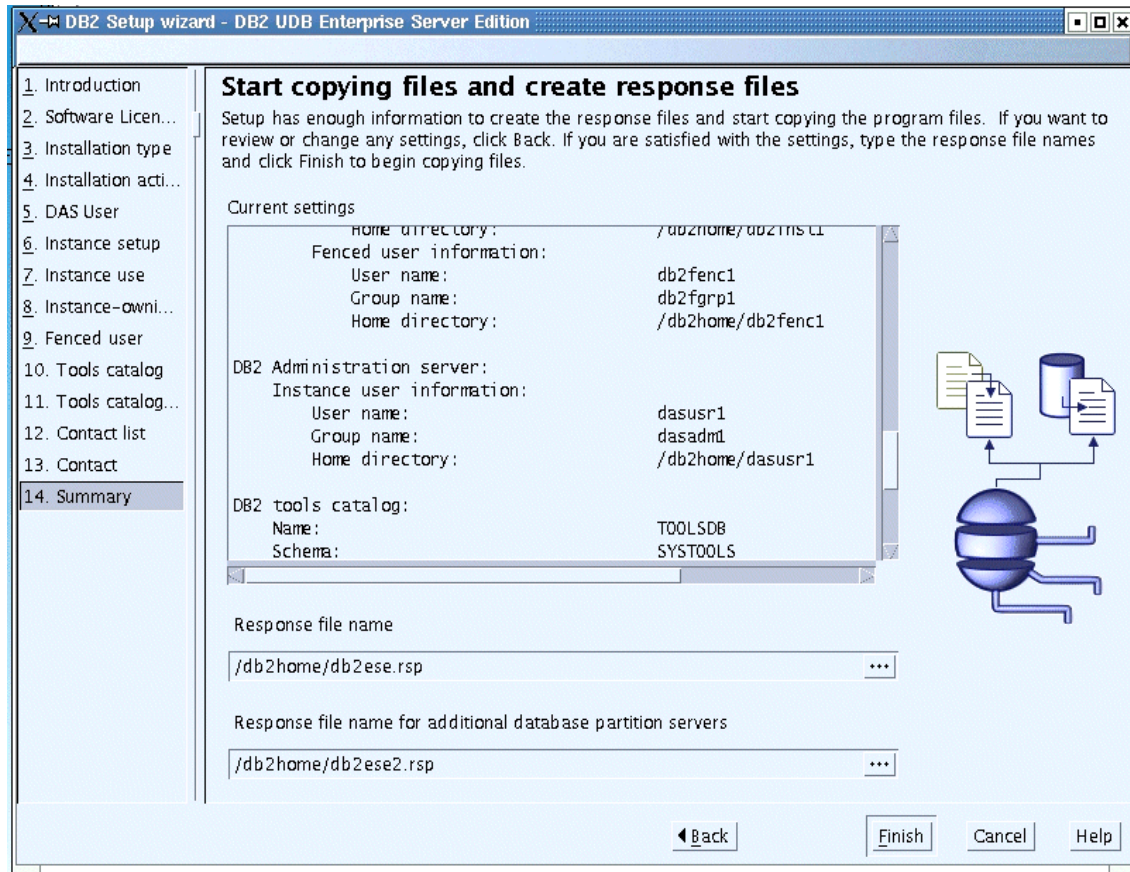 DB2 Setup wizard - DB2 UDB Enterprise Server Edition
1. Introduction
2. Software Licen...
3. Installation type
4. Installation acti...
5. DAS User
6. Instance setup
7. Instance use
8. Instance-owni...
9. Fenced user
10. Tools catalog
11. Tools catalog...
12. Contact list
13. Contact
14. Summary
Start copying files and create response files
Setup has enough information to create the response files and start copying the program files. If you want to
review or change any settings, click Back. If you are satisfied with the settings, type the response file names
and click Finish to begin copying files.
Current settings
Home directory: /db2home/db2inst1
Fenced user information:
User name: db2fenc1
Group name: db2fgrp1
Home directory: /db2home/db2fenc1
DB2 Administration server:
Instance user information:
User name: dasusr1
Group name: dasadm1
Home directory: /db2home/dasusr1
DB2 tools catalog:
Name: TOOLSDB
Schema: SYSTOOLS
Response file name
/db2home/db2ese.rsp
...
Response file name for additional database partition servers
/db2home/db2ese2.rsp
...
Back
Finish
Cancel
Help